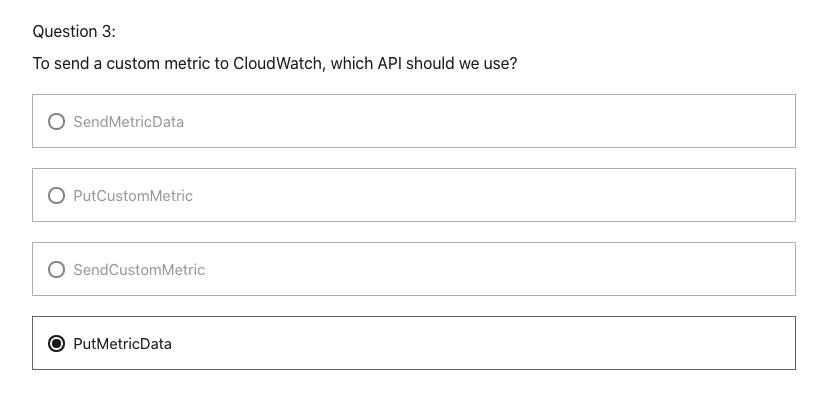 Question 3:
To send a custom metric to CloudWatch, which API should we use?
SendMetricData
PutCustomMetric
SendCustomMetric
PutMetricData